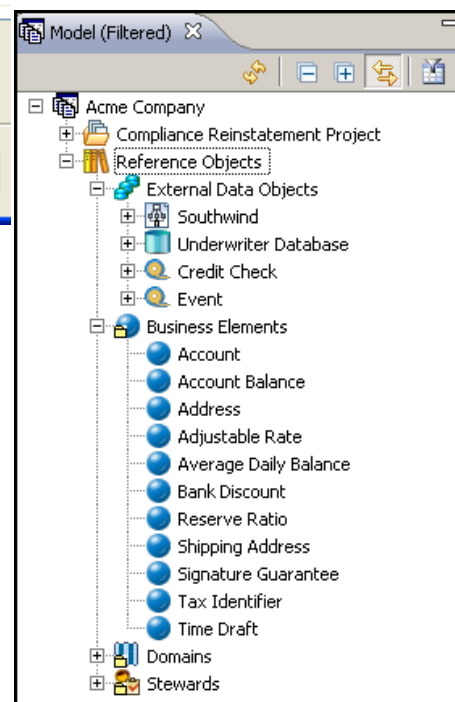 Model (Filtered)
Acme Company
Compliance Reinstatement Project
Reference Objects
External Data Objects
Southwind
Underwriter Database
Credit Check
Event
Business Elements
Account
Account Balance
Address
Adjustable Rate
Average Daily Balance
Bank Discount
Reserve Ratio
Shipping Address
Signature Guarantee
Tax Identifier
Time Draft
Domains
Stewards